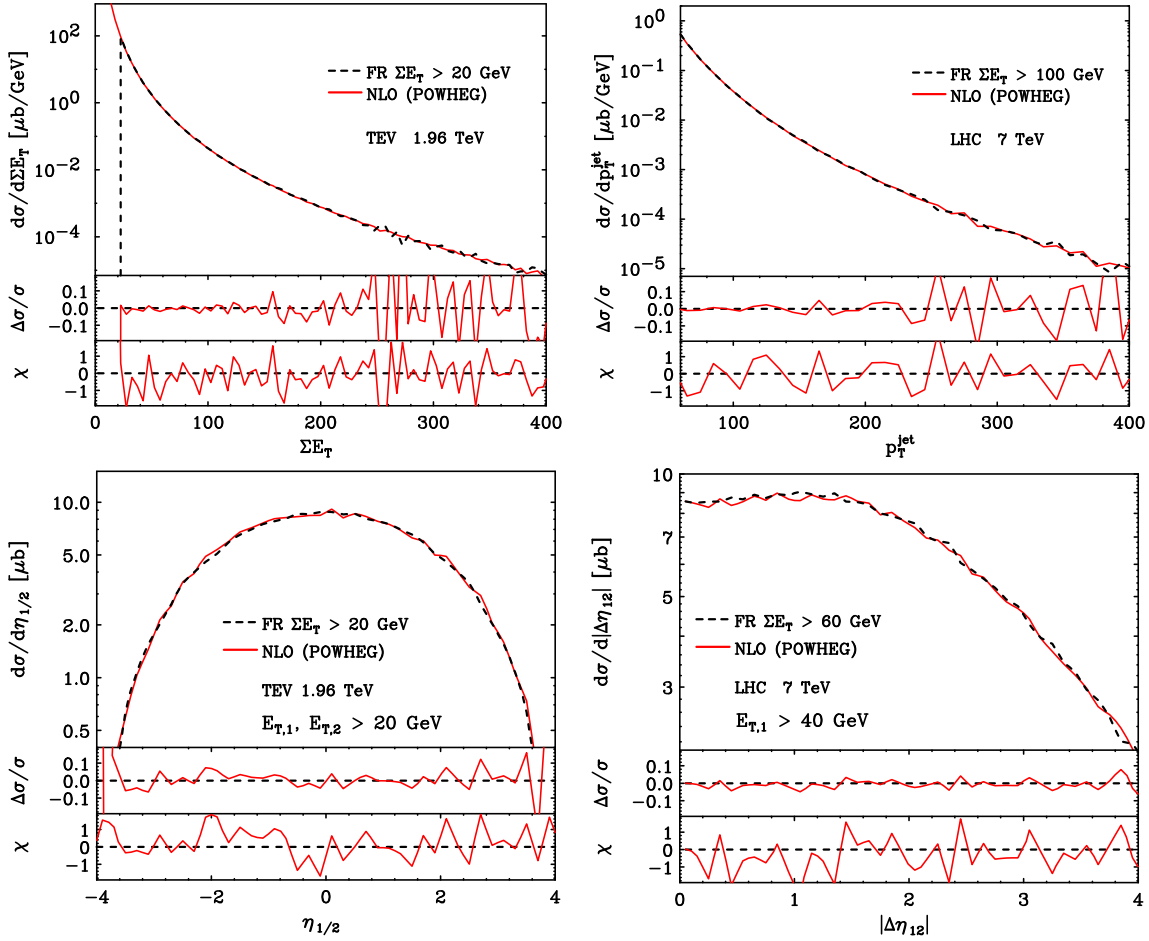 dσ/dΣE_T [μb/GeV]
10^2
10^0
10^−2
10^−4
FR ΣE_T > 20 GeV
NLO (POWHEG)
TEV 1.96 TeV
Δσ/σ
0.1
0.0
−0.1
χ
1
0
−1
0 100 200 300 400
ΣE_T
dσ/dp_T^jet [μb/GeV]
10^0
10^−1
10^−2
10^−3
10^−4
10^−5
FR ΣE_T > 100 GeV
NLO (POWHEG)
LHC 7 TeV
Δσ/σ
0.1
0.0
−0.1
χ
1
0
−1
100 200 300 400
p_T^jet
dσ/dη_1/2 [μb]
10.0
5.0
2.0
1.0
0.5
FR ΣE_T > 20 GeV
NLO (POWHEG)
TEV 1.96 TeV
E_T,1, E_T,2 > 20 GeV
Δσ/σ
0.1
0.0
−0.1
χ
1
0
−1
−4 −2 0 2 4
η_1/2
dσ/d|Δη_12| [μb]
10
7
5
3
FR ΣE_T > 60 GeV
NLO (POWHEG)
LHC 7 TeV
E_T,1 > 40 GeV
Δσ/σ
0.1
0.0
−0.1
χ
1
0
−1
0 1 2 3 4
|Δη_12|